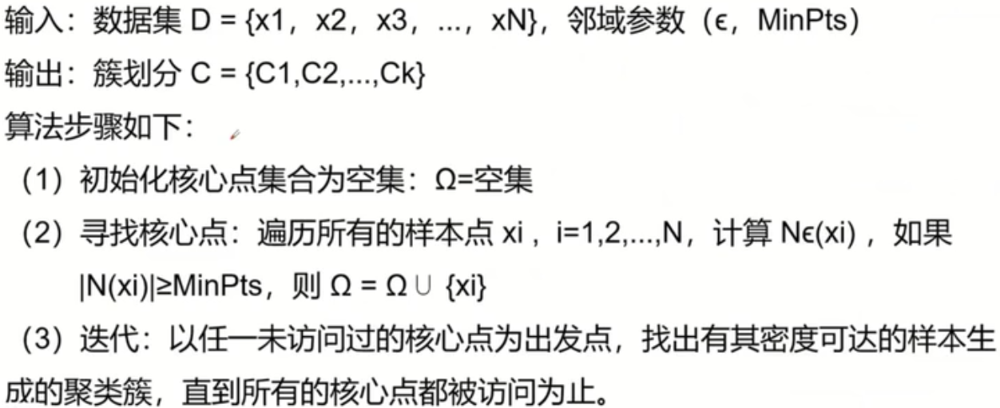 输入：数据集 D = {x1，x2，x3，...，xN}，邻域参数（ϵ，MinPts）
输出：簇划分 C = {C1,C2,...,Ck}
算法步骤如下：
（1）初始化核心点集合为空集：Ω=空集
（2）寻找核心点：遍历所有的样本点 xi , i=1,2,...,N，计算 Nϵ(xi) ，如果
|N(xi)|≥MinPts，则 Ω = Ω ∪ {xi}
（3）迭代：以任一未访问过的核心点为出发点，找出有其密度可达的样本生
成的聚类簇，直到所有的核心点都被访问为止。